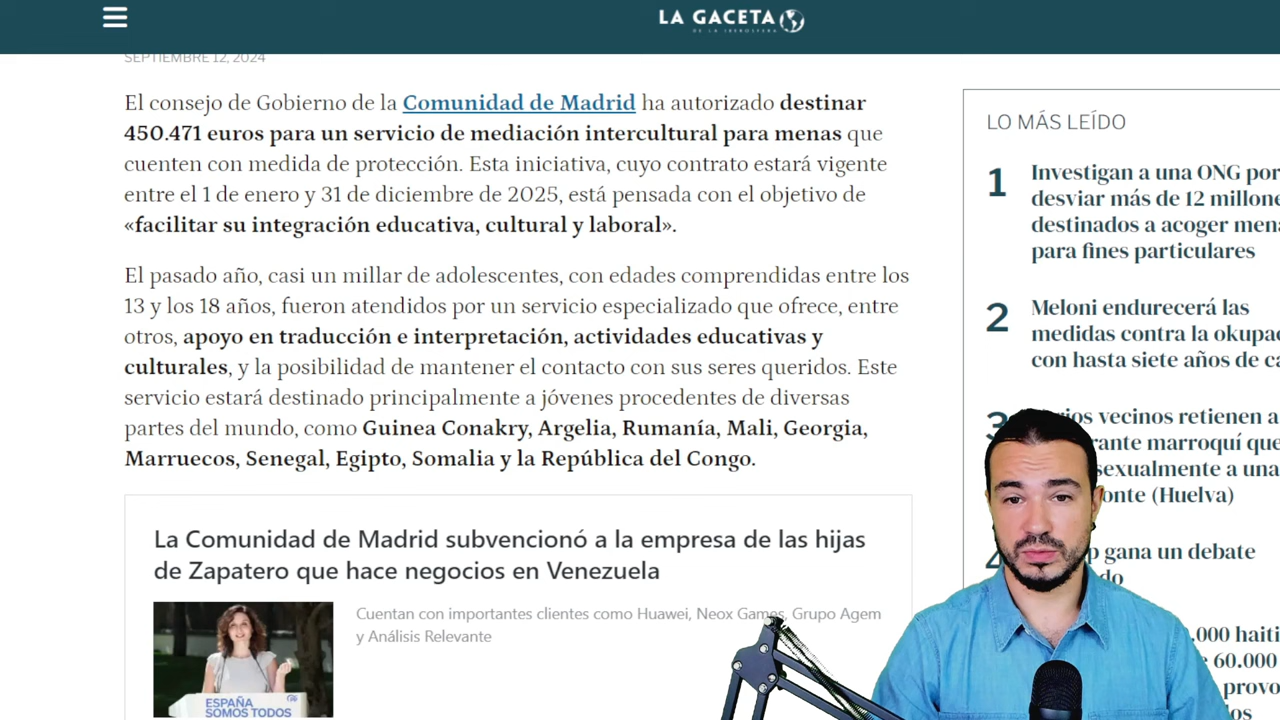 LA GACETA
DE LA IBEROSFERA
SEPTIEMBRE 12, 2024
El consejo de Gobierno de la Comunidad de Madrid ha autorizado destinar
450.471 euros para un servicio de mediación intercultural para menas que
cuenten con medida de protección. Esta iniciativa, cuyo contrato estará vigente
entre el 1 de enero y 31 de diciembre de 2025, está pensada con el objetivo de
«facilitar su integración educativa, cultural y laboral».
El pasado año, casi un millar de adolescentes, con edades comprendidas entre los
13 y los 18 años, fueron atendidos por un servicio especializado que ofrece, entre
otros, apoyo en traducción e interpretación, actividades educativas y
culturales, y la posibilidad de mantener el contacto con sus seres queridos. Este
servicio estará destinado principalmente a jóvenes procedentes de diversas
partes del mundo, como Guinea Conakry, Argelia, Rumanía, Mali, Georgia,
Marruecos, Senegal, Egipto, Somalia y la República del Congo.
La Comunidad de Madrid subvencionó a la empresa de las hijas
de Zapatero que hace negocios en Venezuela
Cuentan con importantes clientes como Huawei, Neox Games, Grupo Agem
y Análisis Relevante
ESPAÑA
SOMOS TODOS
LO MÁS LEÍDO
1
Investigan a una ONG por
desviar más de 12 millone
destinados a acoger mena
para fines particulares
2
Meloni endurecerá las
medidas contra la okupac
con hasta siete años de ca
3
vecinos retienen a
marroquí que
sexualmente a una
(Huelva)
4
gana un debate
.000 haiti
60.000
provo